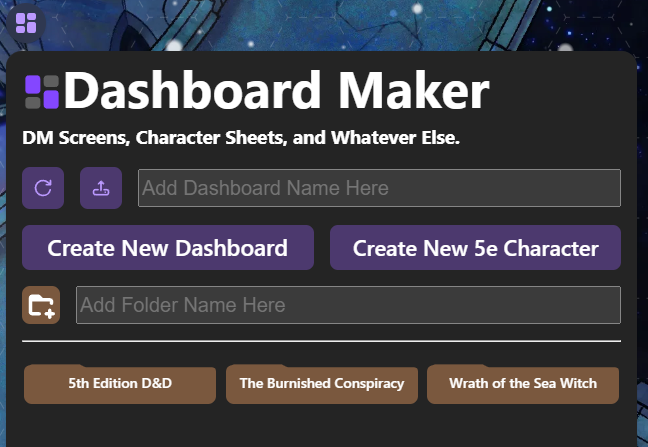 Dashboard Maker
DM Screens, Character Sheets, and Whatever Else.
Add Dashboard Name Here
Create New Dashboard
Create New 5e Character
Add Folder Name Here
5th Edition D&D
The Burnished Conspiracy
Wrath of the Sea Witch